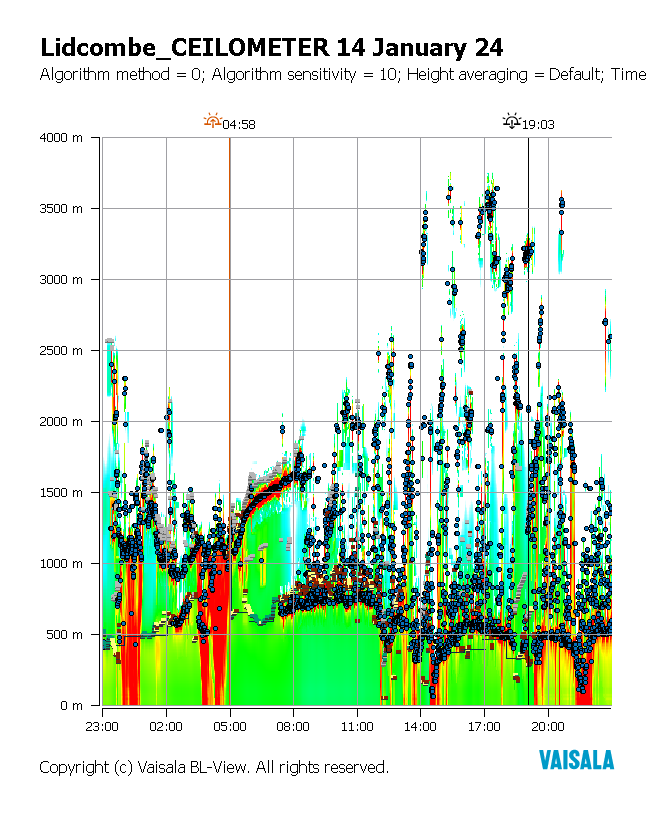 Lidcombe_CEILOMETER 14 January 24
Algorithm method = 0; Algorithm sensitivity = 10; Height averaging = Default; Time
04:58 19:03
4000 m
3500 m
3000 m
2500 m
2000 m
1500 m
1000 m
500 m
0 m
23:00 02:00 05:00 08:00 11:00 14:00 17:00 20:00
VAISALA
Copyright (c) Vaisala BL-View. All rights reserved.